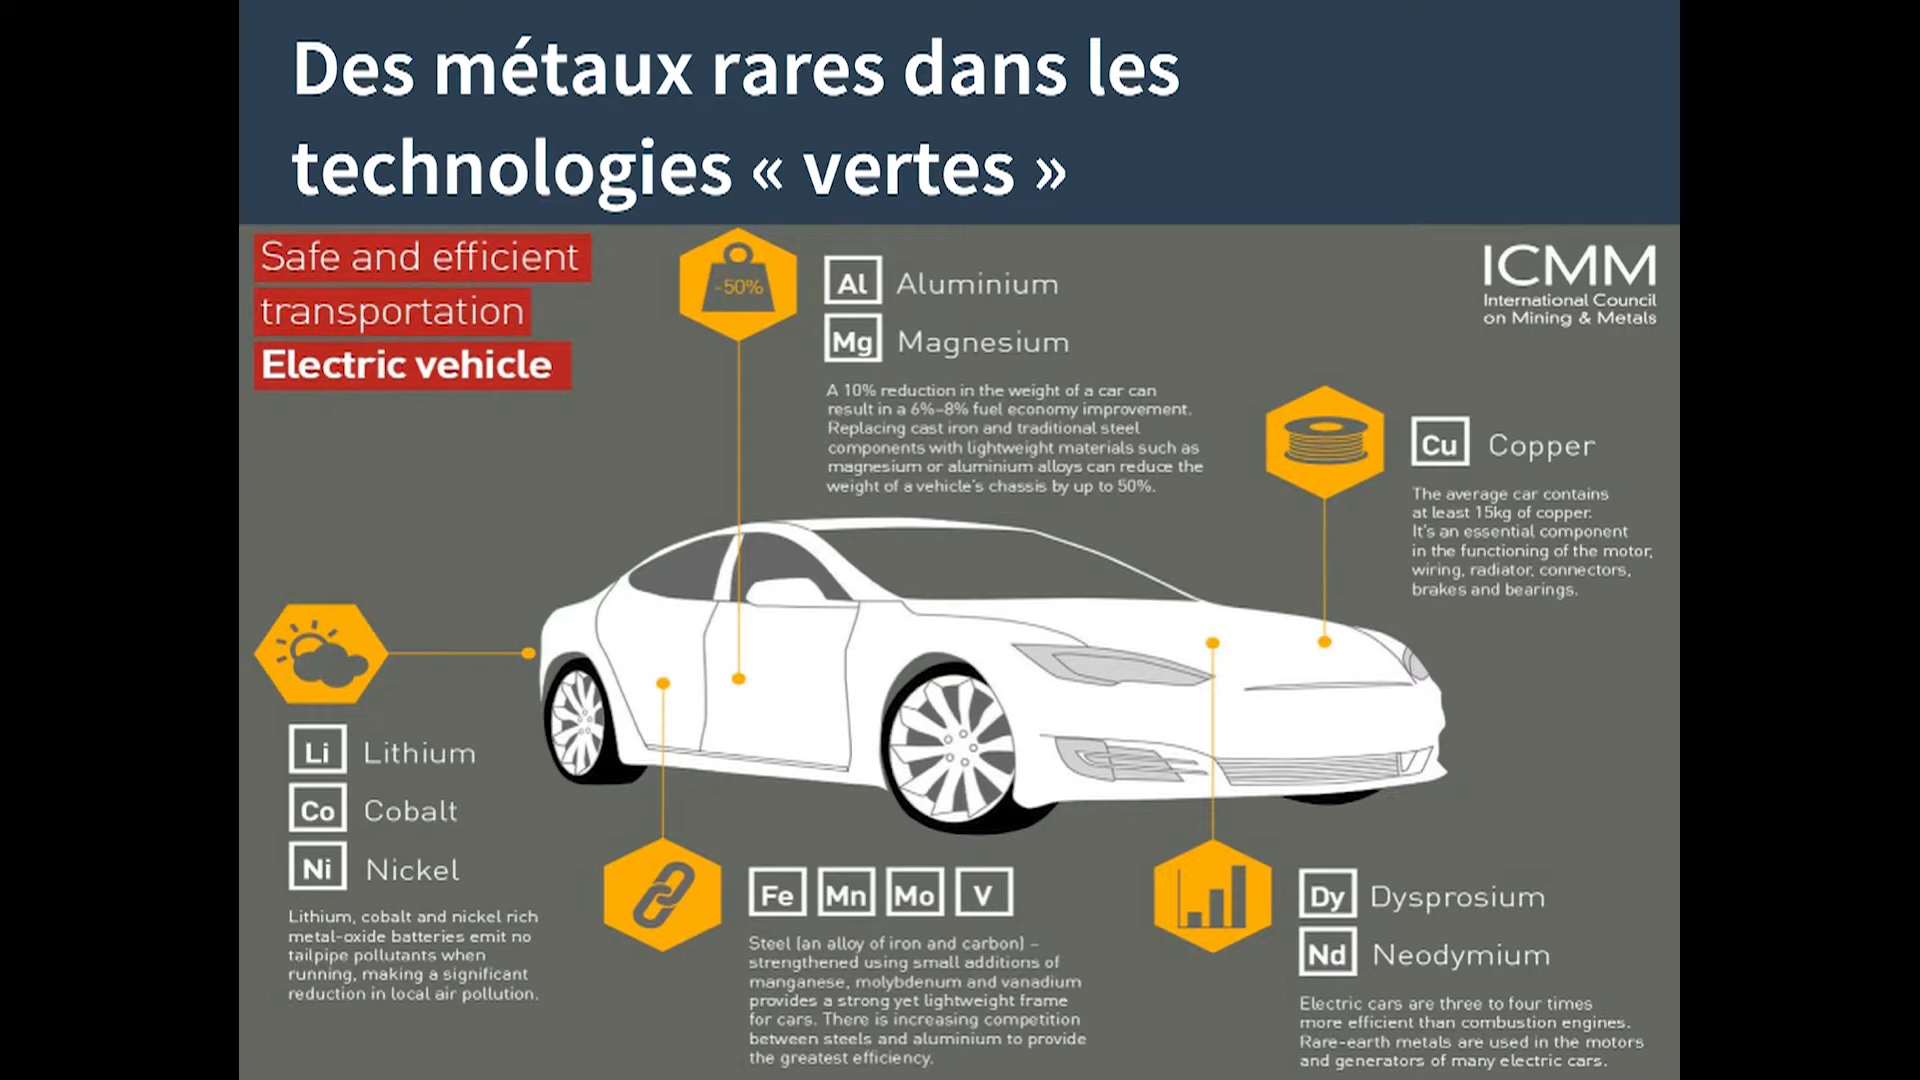 Des métaux rares dans les
technologies « vertes »
Safe and efficient
transportation
Electric vehicle
-50%
Al Aluminium
Mg Magnesium
A 10% reduction in the weight of a car can
result in a 6%–8% fuel economy improvement.
Replacing cast iron and traditional steel
components with lightweight materials such as
magnesium or aluminium alloys can reduce the
weight of a vehicle's chassis by up to 50%.
ICMM
International Council
on Mining & Metals
Cu Copper
The average car contains
at least 15kg of copper.
It's an essential component
in the functioning of the motor,
wiring, radiator, connectors,
brakes and bearings.
Li Lithium
Co Cobalt
Ni Nickel
Lithium, cobalt and nickel rich
metal-oxide batteries emit no
tailpipe pollutants when
running, making a significant
reduction in local air pollution.
Fe Mn Mo V
Steel (an alloy of iron and carbon) –
strengthened using small additions of
manganese, molybdenum and vanadium
provides a strong yet lightweight frame
for cars. There is increasing competition
between steels and aluminium to provide
the greatest efficiency.
Dy Dysprosium
Nd Neodymium
Electric cars are three to four times
more efficient than combustion engines.
Rare-earth metals are used in the motors
and generators of many electric cars.